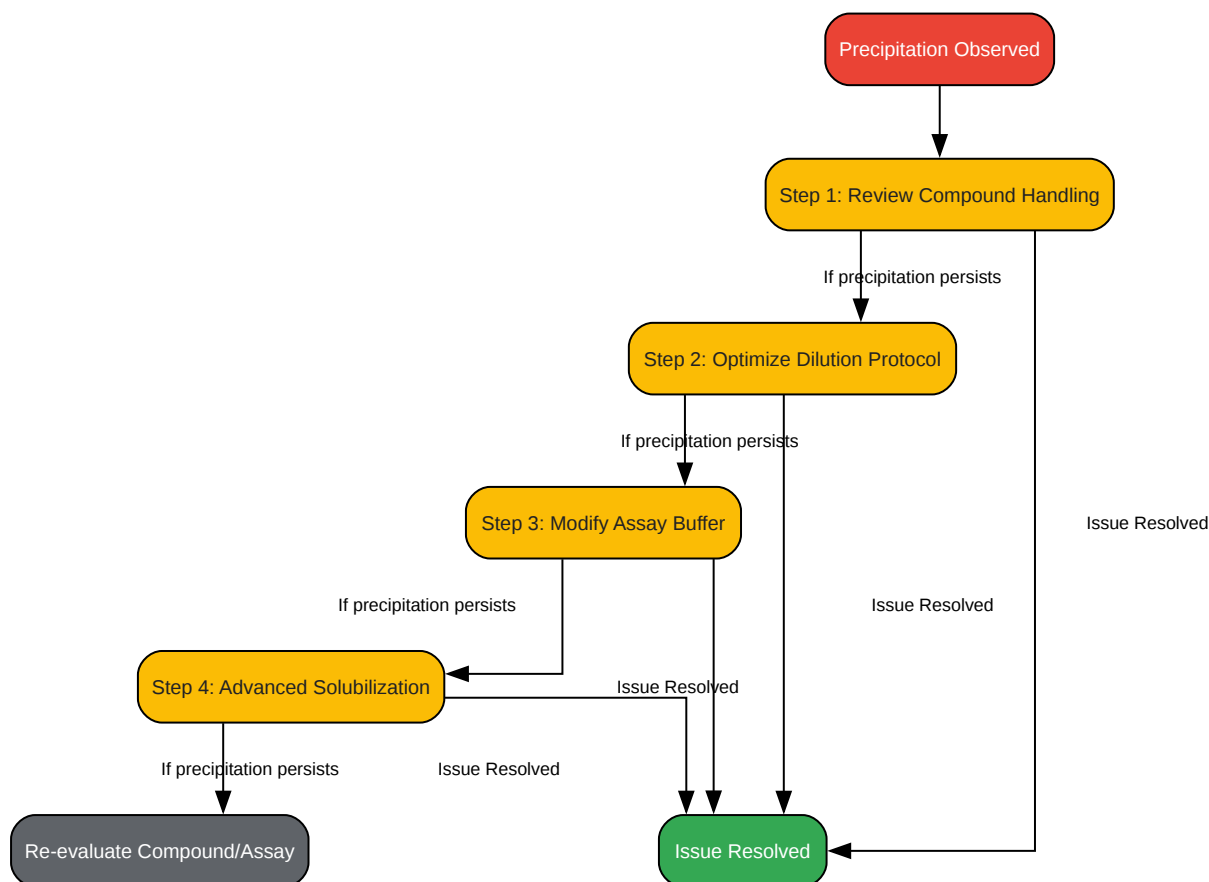 Precipitation Observed
Step 1: Review Compound Handling
If precipitation persists
Step 2: Optimize Dilution Protocol
If precipitation persists
Step 3: Modify Assay Buffer
Issue Resolved
If precipitation persists
Issue Resolved
Step 4: Advanced Solubilization
Issue Resolved
If precipitation persists
Issue Resolved
Re-evaluate Compound/Assay
Issue Resolved